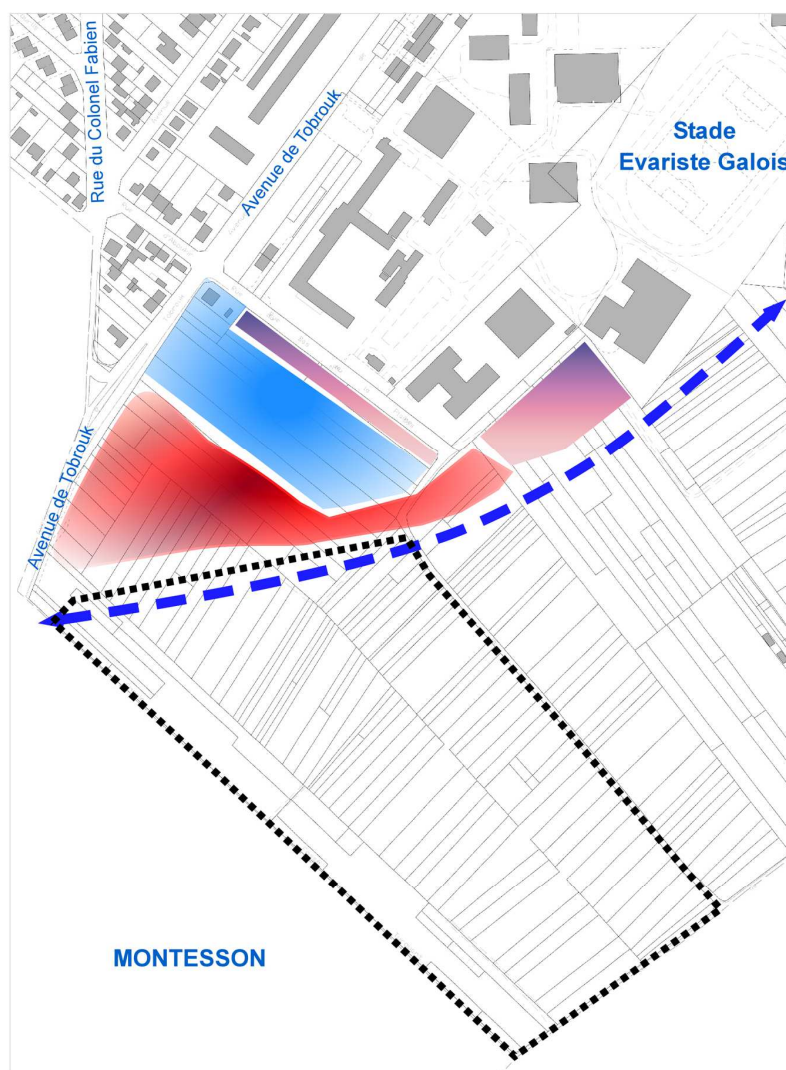 Rue du Colonel Fabien
Avenue de Tobrouk
Stade
Evariste Galois
Avenue de Tobrouk
MONTESSON